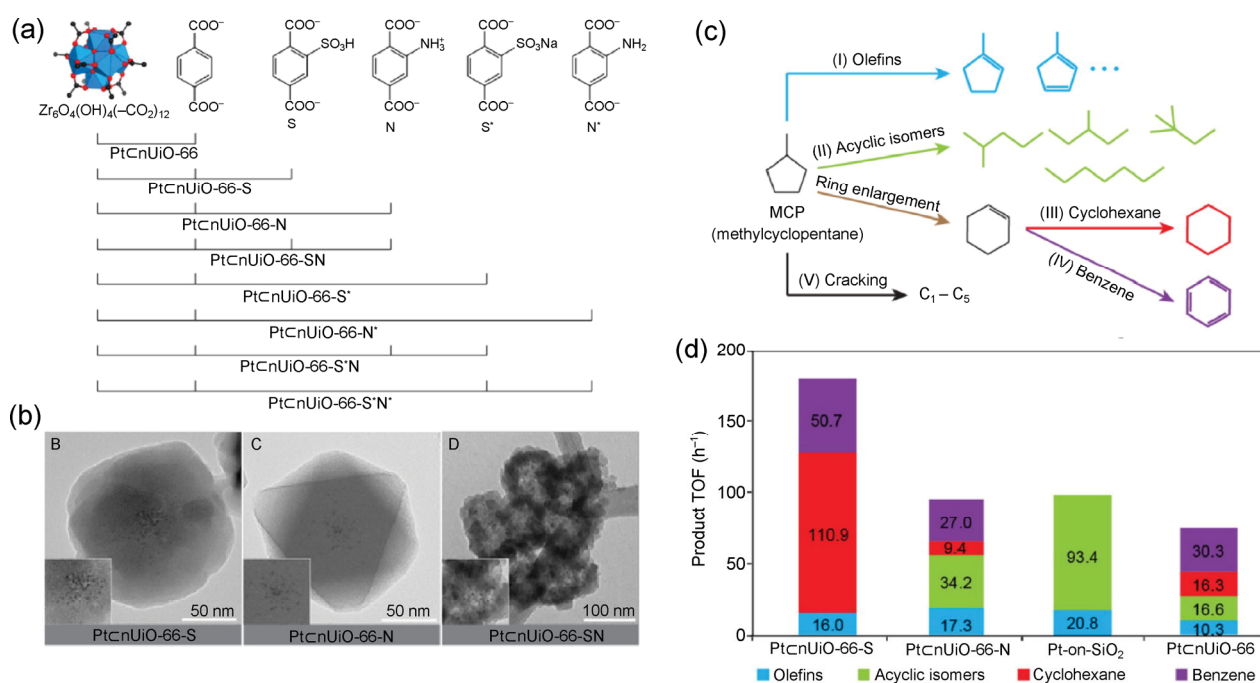 (a)
COO⁻ COO⁻ COO⁻ COO⁻ COO⁻
SO₃H NH₃⁺ SO₃Na NH₂
COO⁻ COO⁻ COO⁻ COO⁻ COO⁻
Zr₆O₄(OH)₄(–CO₂)₁₂ S N S* N*
Pt⊂nUiO-66
Pt⊂nUiO-66-S
Pt⊂nUiO-66-N
Pt⊂nUiO-66-SN
Pt⊂nUiO-66-S*
Pt⊂nUiO-66-N*
Pt⊂nUiO-66-S*N
Pt⊂nUiO-66-S*N*
(b)
B C D
50 nm 50 nm 100 nm
Pt⊂nUiO-66-S Pt⊂nUiO-66-N Pt⊂nUiO-66-SN
(c)
(I) Olefins
(II) Acyclic isomers
Ring enlargement
MCP
(methylcyclopentane)
(III) Cyclohexane
(IV) Benzene
(V) Cracking
C₁ – C₅
(d)
Product TOF (h⁻¹)
200
150
100
50
0
50.7
110.9
16.0
27.0
9.4
34.2
17.3
93.4
20.8
30.3
16.3
16.6
10.3
Pt⊂nUiO-66-S Pt⊂nUiO-66-N Pt-on-SiO₂ Pt⊂nUiO-66
Olefins Acyclic isomers Cyclohexane Benzene